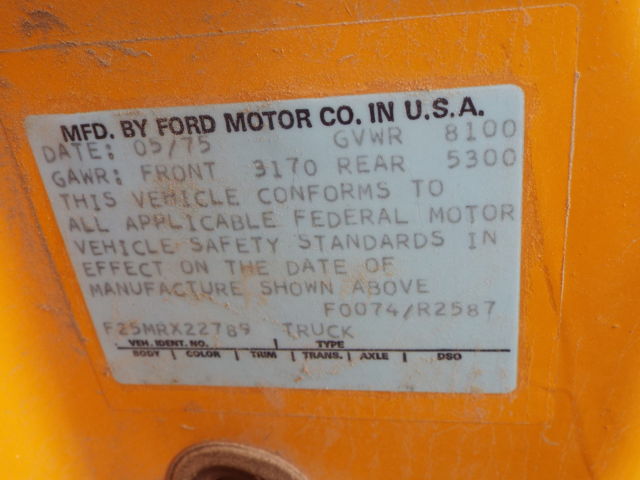 MFD. BY FORD MOTOR CO. IN U.S.A.
DATE: 05/75 GVWR 8100
GAWR: FRONT 3170 REAR 5300
THIS VEHICLE CONFORMS TO
ALL APPLICABLE FEDERAL MOTOR
VEHICLE SAFETY STANDARDS IN
EFFECT ON THE DATE OF
MANUFACTURE SHOWN ABOVE
F0074/R2587
F25MRX22789 TRUCK
VEH. IDENT. NO. TYPE
BODY COLOR TRIM TRANS. AXLE DSO